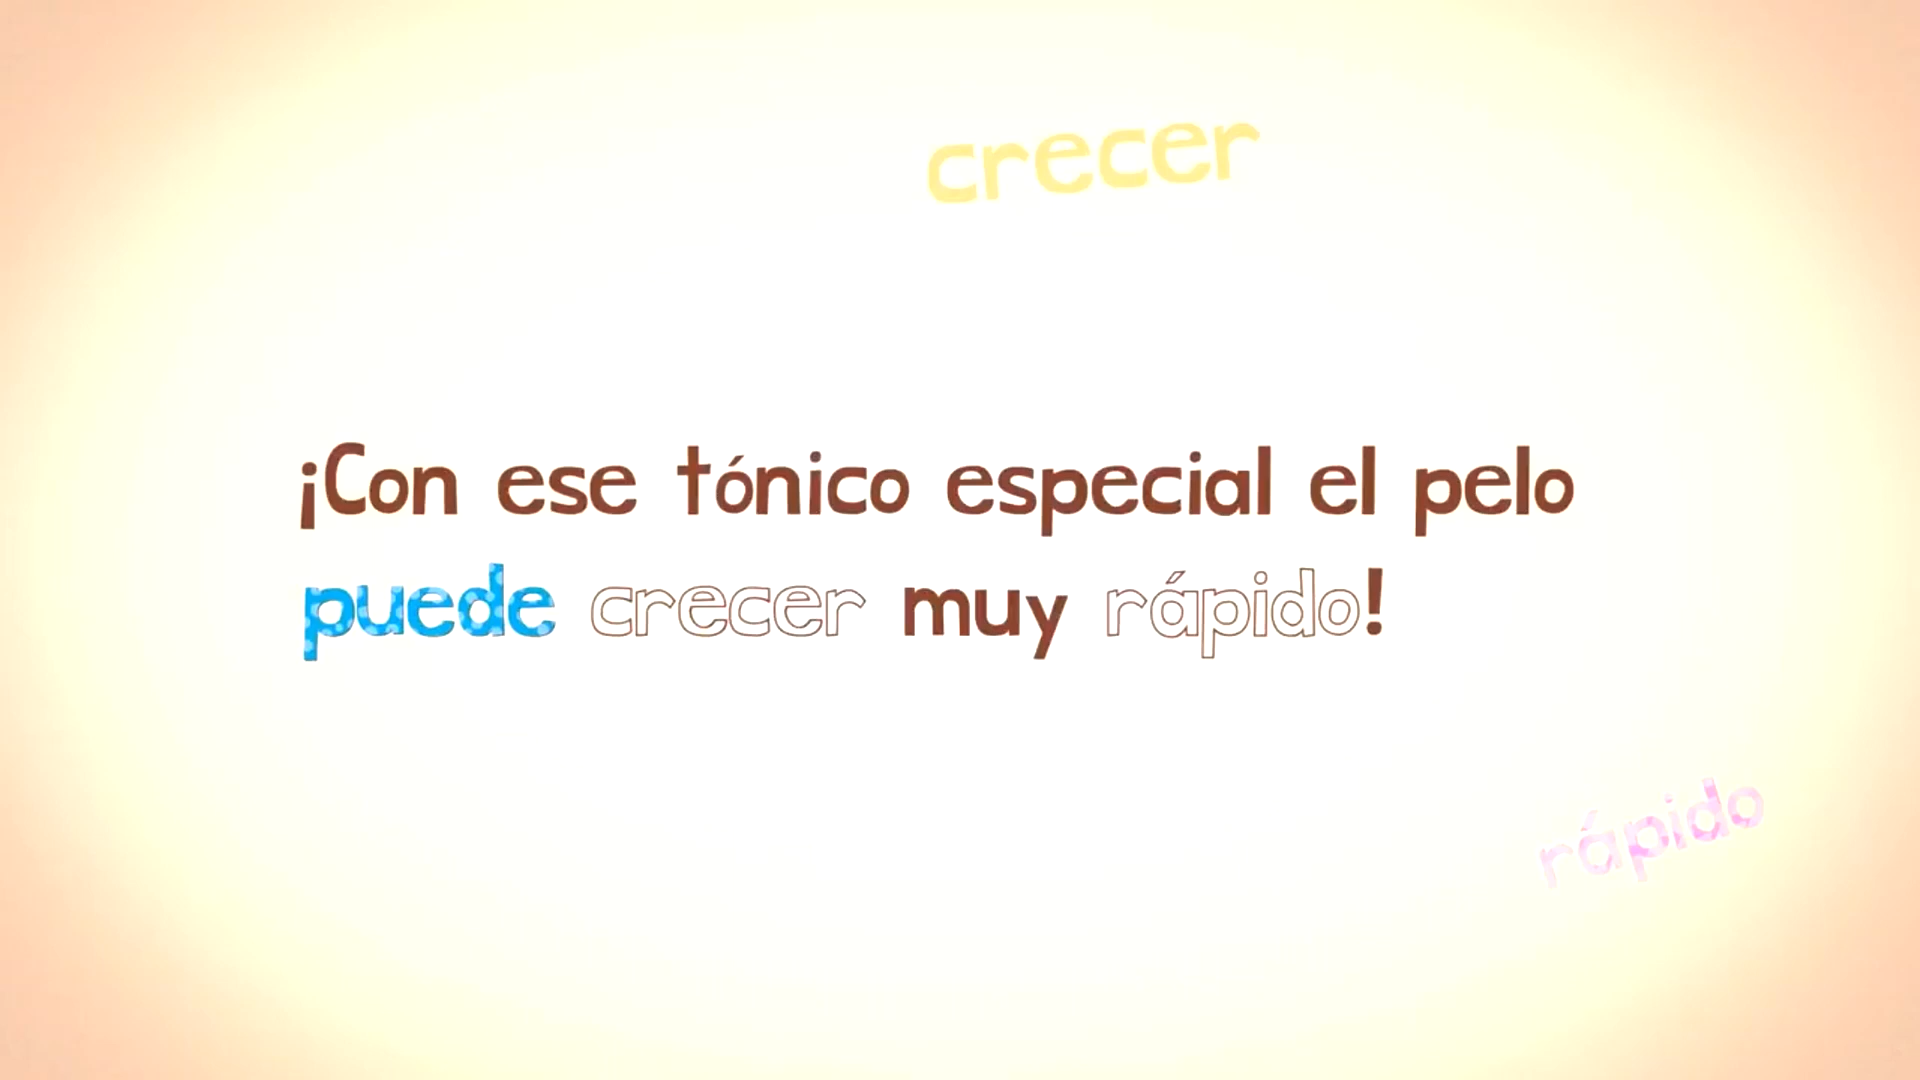 crecer
¡Con ese tónico especial el pelo
puede crecer muy rápido!
rápido